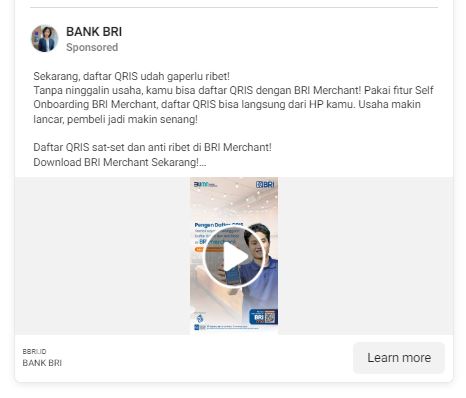 BANK BRI
Sponsored
Sekarang, daftar QRIS udah gaperlu ribet!
Tanpa ninggalin usaha, kamu bisa daftar QRIS dengan BRI Merchant! Pakai fitur Self
Onboarding BRI Merchant, daftar QRIS bisa langsung dari HP kamu. Usaha makin
lancar, pembeli jadi makin senang!
Daftar QRIS sat-set dan anti ribet di BRI Merchant!
Download BRI Merchant Sekarang!...
BRI
Pengen Daftar QRIS
BRI merchant
BRI
BBRI.ID
BANK BRI
Learn more